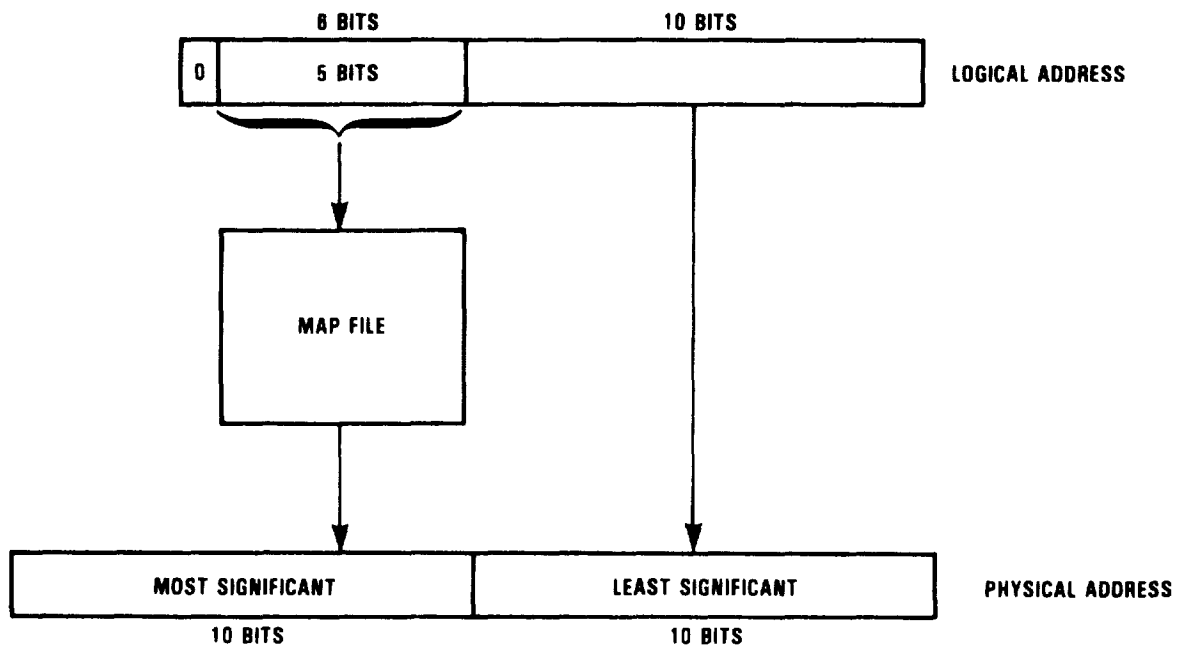 6 BITS
10 BITS
0
5 BITS
LOGICAL ADDRESS
MAP FILE
MOST SIGNIFICANT
LEAST SIGNIFICANT
PHYSICAL ADDRESS
10 BITS
10 BITS